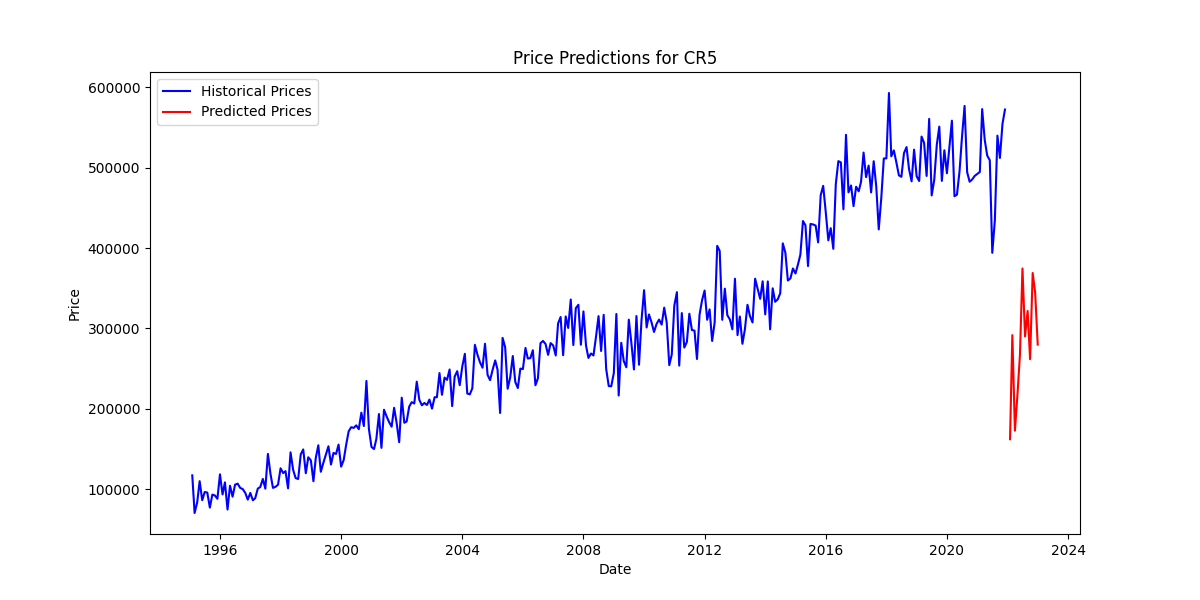 Price Predictions for CR5
Historical Prices
Predicted Prices
600000
500000
400000
300000
200000
100000
Price
1996 2000 2004 2008 2012 2016 2020 2024
Date